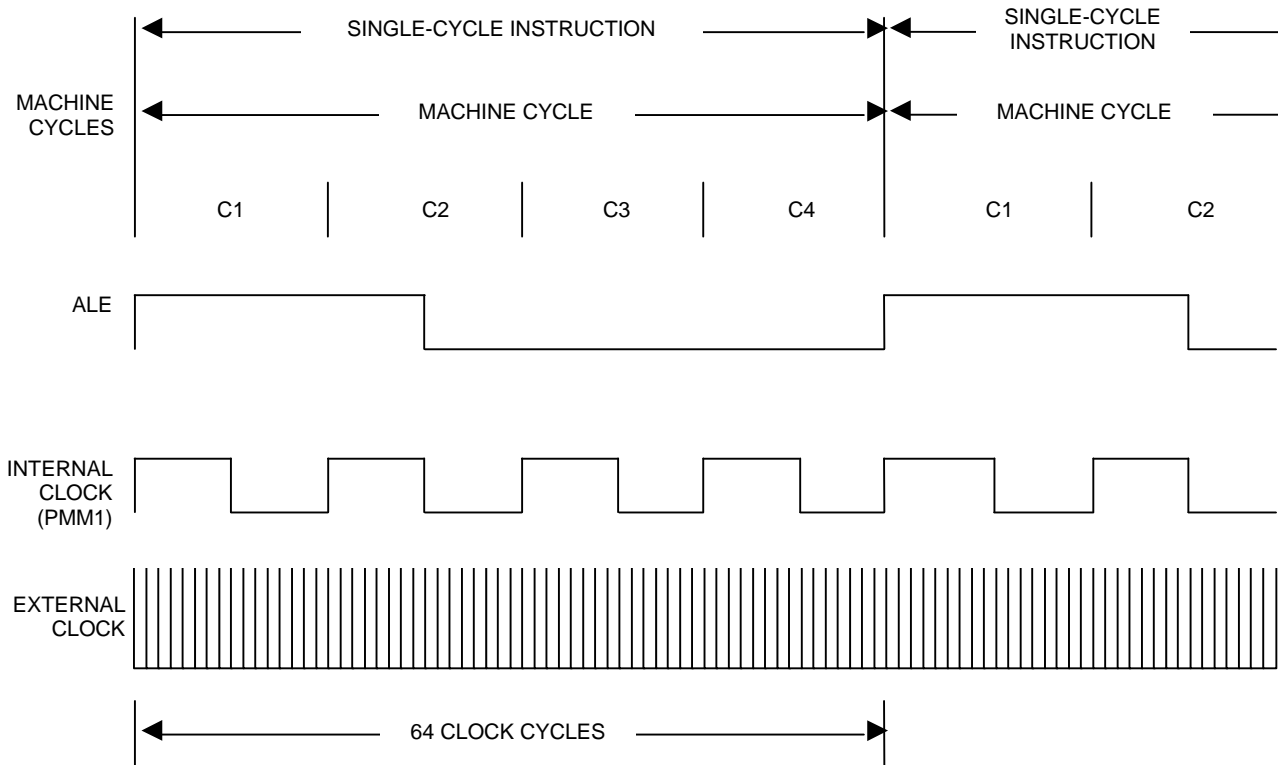 SINGLE-CYCLE INSTRUCTION
SINGLE-CYCLE
INSTRUCTION
MACHINE
CYCLES
MACHINE CYCLE
MACHINE CYCLE
C1
C2
C3
C4
C1
C2
ALE
INTERNAL
CLOCK
(PMM1)
EXTERNAL
CLOCK
64 CLOCK CYCLES